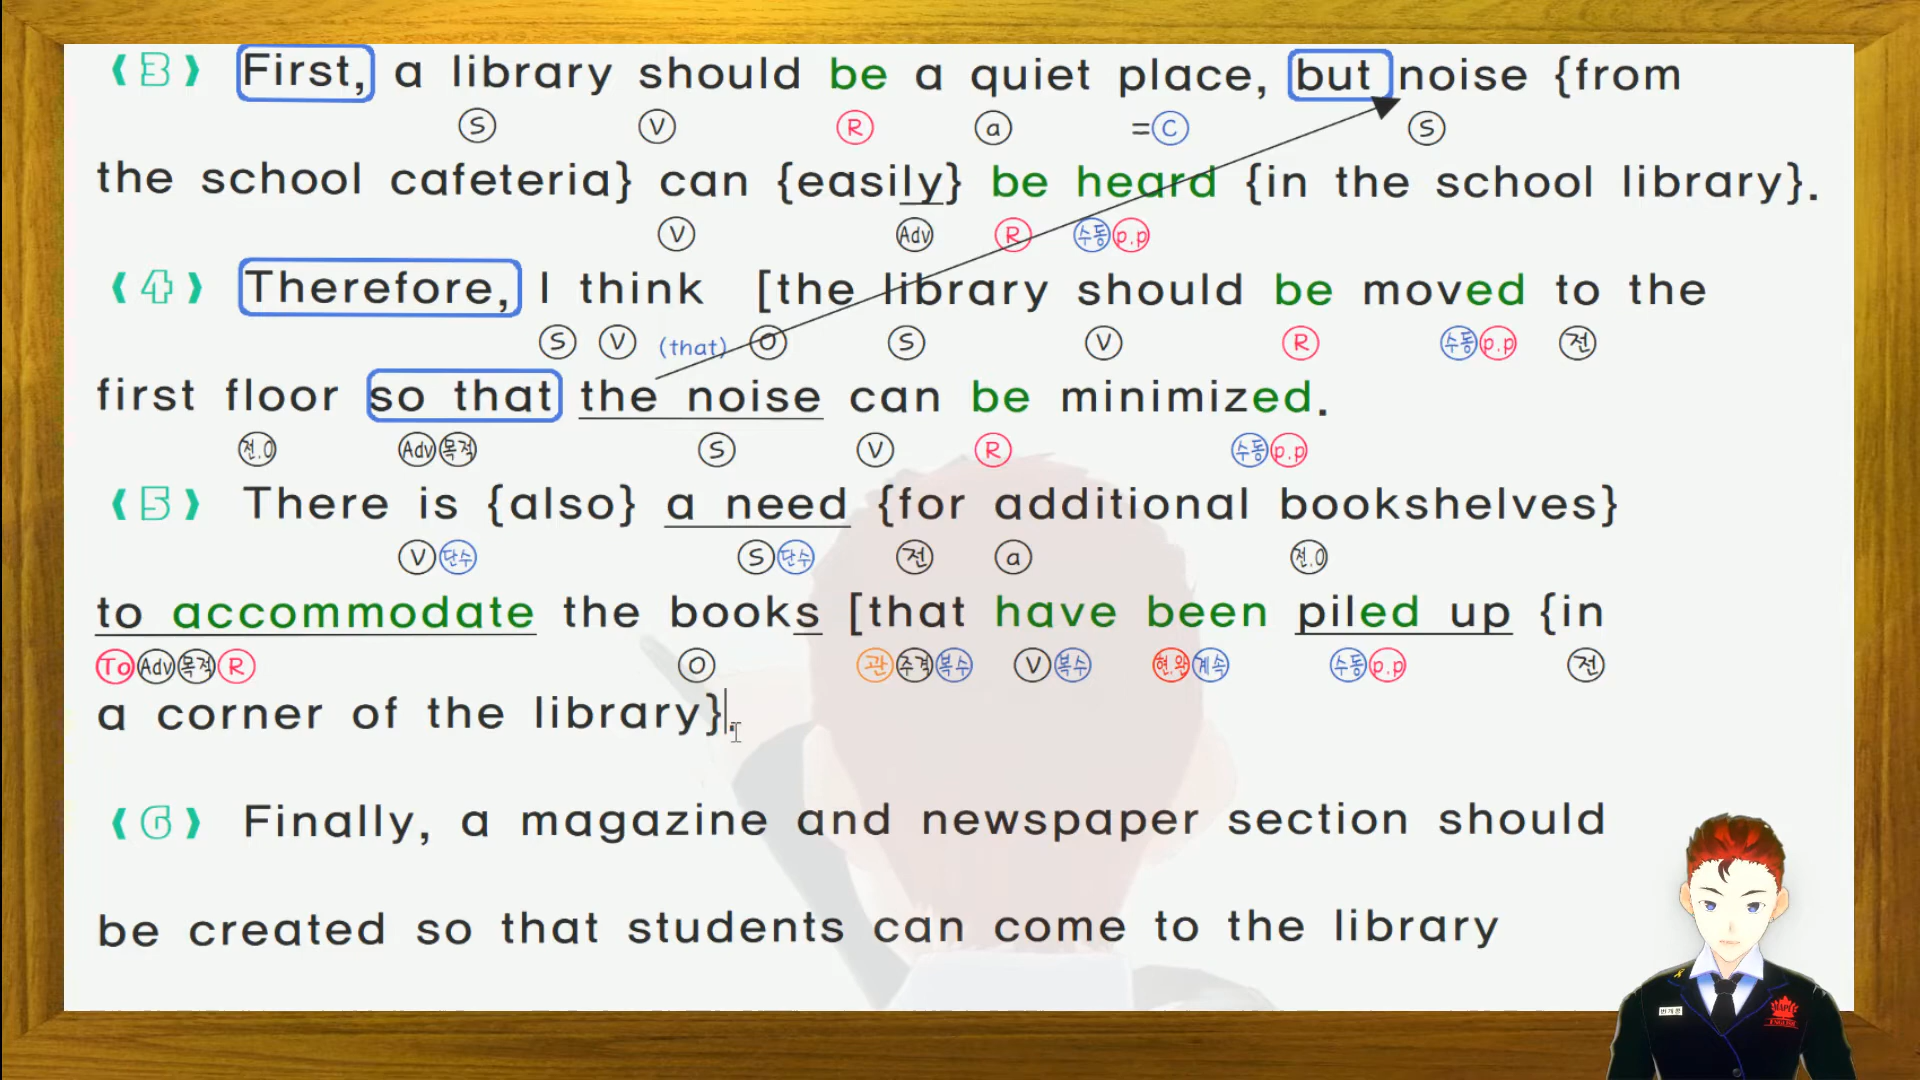 ❪3❫ First, a library should be a quiet place, but noise {from
S V R a =C S
the school cafeteria} can {easily} be heard {in the school library}.
V Adv R 수동 p.p
❪4❫ Therefore, I think [the library should be moved to the
S V (that) O S V R 수동 p.p 전
first floor so that the noise can be minimized.
전.O Adv 목적 S V R 수동 p.p
❪5❫ There is {also} a need {for additional bookshelves}
V 단수 S 단수 전 a 전.O
to accommodate the books [that have been piled up {in
To Adv 목적 R O 관 주격 복수 V 복수 현.완 계속 수동 p.p 전
a corner of the library}.
❪6❫ Finally, a magazine and newspaper section should
be created so that students can come to the library